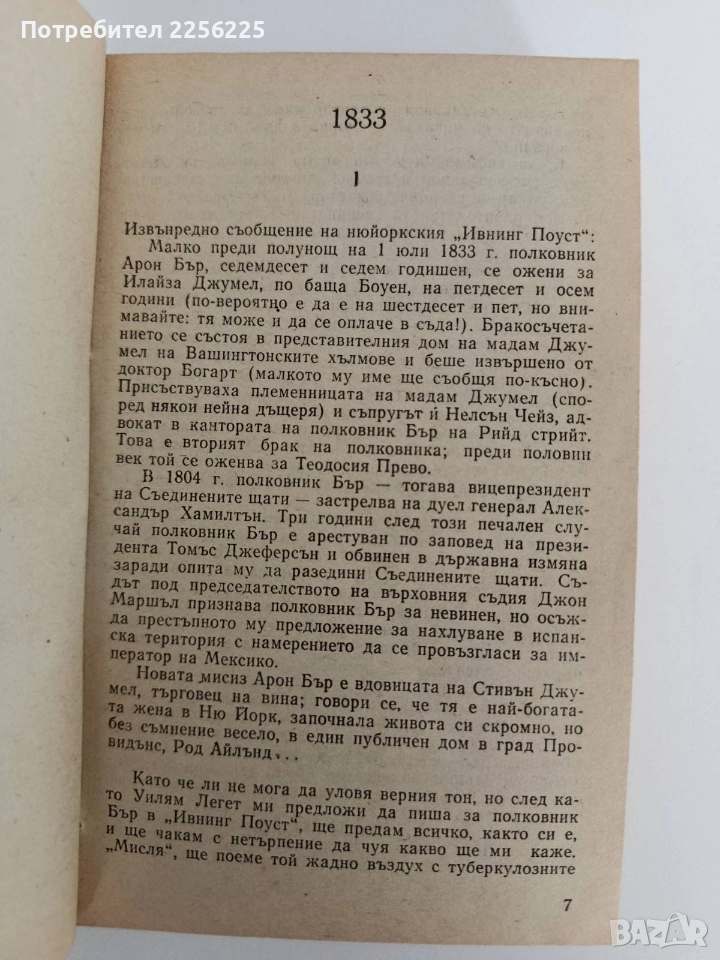 Потребител 2256225
1833
I
Извънредно съобщение на нюйоркския „Ивнинг Поуст“:
Малко преди полунощ на 1 юли 1833 г. полковник
Арон Бър, седемдесет и седем годишен, се ожени за
Илайза Джумел, по баща Боуен, на петдесет и осем
години (по-вероятно е да е на шестдесет и пет, но вни-
мавайте: тя може и да се оплаче в съда!). Бракосъчета-
нието се състоя в представителния дом на мадам Джу-
мел на Вашингтонските хълмове и беше извършено от
доктор Богарт (малкото му име ще съобщя по-късно).
Присъствуваха племенницата на мадам Джумел (спо-
ред някои нейна дъщеря) и съпругът ѝ Нелсън Чейз, ад-
вокат в кантората на полковник Бър на Рийд стрийт.
Това е вторият брак на полковника; преди половин
век той се оженва за Теодосия Прево.
В 1804 г. полковник Бър — тогава вицепрезидент
на Съединените щати — застрелва на дуел генерал Алек-
сандър Хамилтън. Три години след този печален слу-
чай полковник Бър е арестуван по заповед на прези-
дента Томъс Джеферсън и обвинен в държавна измяна
заради опита му да разедини Съединените щати. Съ-
дът под председателството на върховния съдия Джон
Маршъл признава полковник Бър за невинен, но осъж-
да престъпното му предложение за нахлуване в испан-
ска територия с намерението да се провъзгласи за им-
ператор на Мексико.
Новата мисиз Арон Бър е вдовицата на Стивън Джу-
мел, търговец на вина; говори се, че тя е най-богата-
та жена в Ню Йорк, започнала живота си скромно, но
без съмнение весело, в един публичен дом в град Про-
видънс, Род Айлънд...
Като че ли не мога да уловя верния тон, но след ка-
то Уилям Легет ми предложи да пиша за полковник
Бър в „Ивнинг Поуст“, ще предам всичко, както си е,
и ще чакам с нетърпение да чуя какво ще ми каже.
„Мисля“, ще поеме той жадно въздух с туберкулозните
7
BAZAR